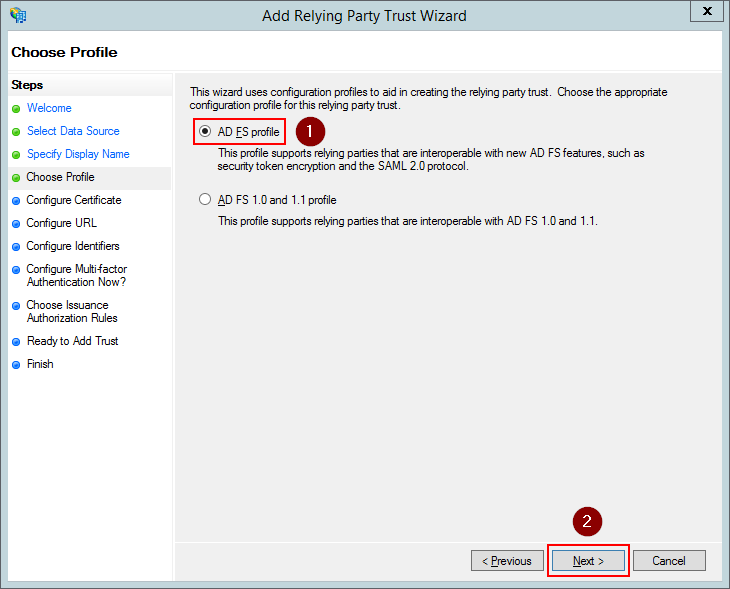 Add Relying Party Trust Wizard
X
Choose Profile
Steps
Welcome
Select Data Source
Specify Display Name
Choose Profile
Configure Certificate
Configure URL
Configure Identifiers
Configure Multi-factor
Authentication Now?
Choose Issuance
Authorization Rules
Ready to Add Trust
Finish
This wizard uses configuration profiles to aid in creating the relying party trust.  Choose the appropriate
configuration profile for this relying party trust.
AD FS profile
1
This profile supports relying parties that are interoperable with new AD FS features, such as
security token encryption and the SAML 2.0 protocol.
AD FS 1.0 and 1.1 profile
This profile supports relying parties that are interoperable with AD FS 1.0 and 1.1.
2
< Previous
Next >
Cancel